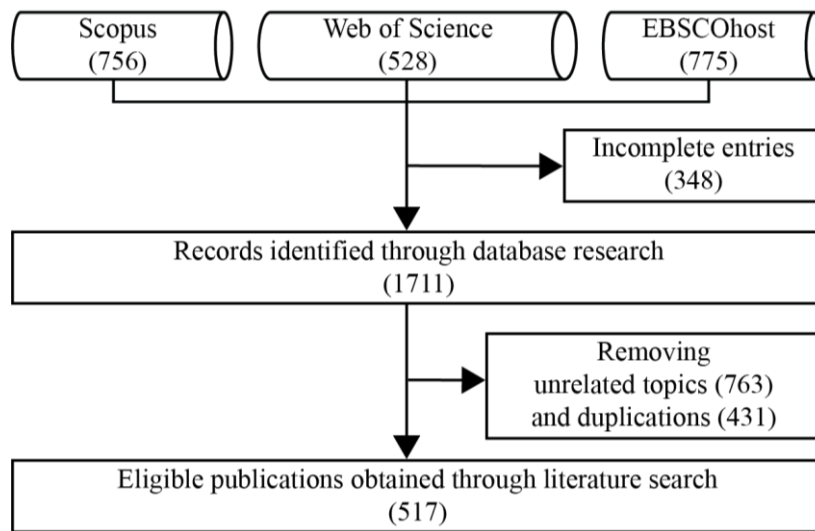 Scopus
(756)
Web of Science
(528)
EBSCOhost
(775)
Incomplete entries
(348)
Records identified through database research
(1711)
Removing
unrelated topics (763)
and duplications (431)
Eligible publications obtained through literature search
(517)